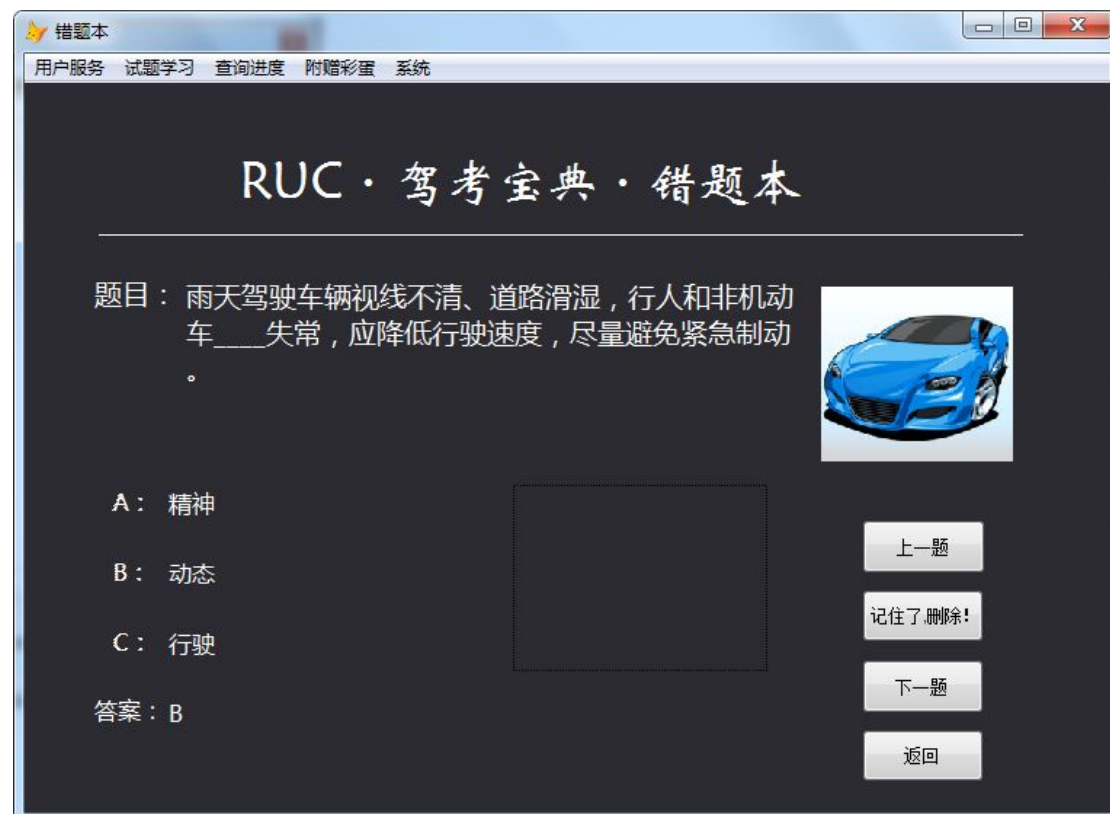 错题本
用户服务 试题学习 查询进度 附赠彩蛋 系统
RUC·驾考宝典·错题本
题目：雨天驾驶车辆视线不清、道路滑湿，行人和非机动
车____失常，应降低行驶速度，尽量避免紧急制动
。
A： 精神
B： 动态
C： 行驶
答案：B
上一题
记住了,删除！
下一题
返回